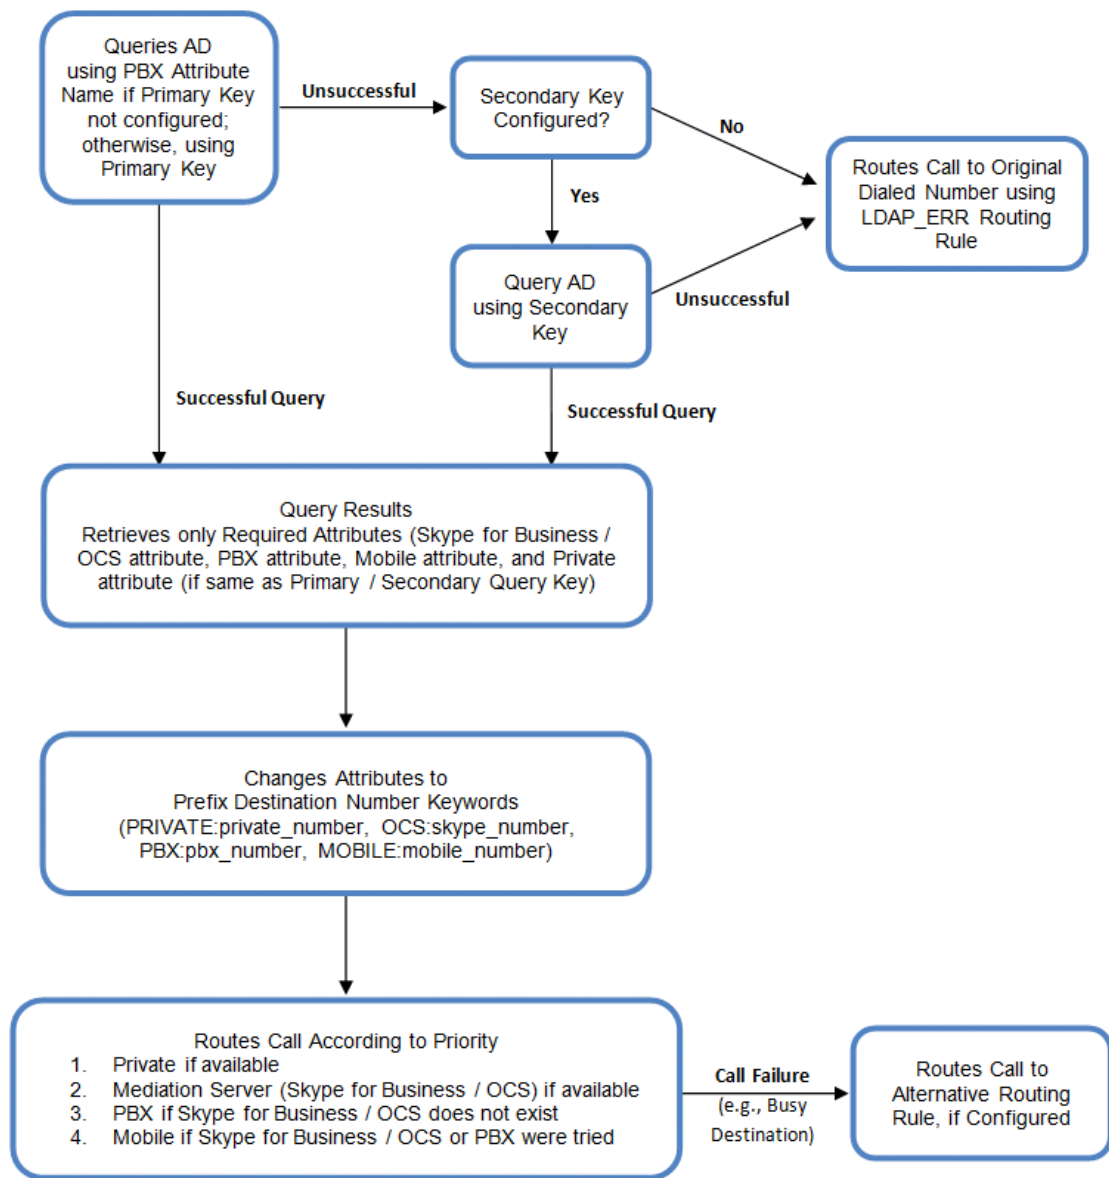 Queries AD
using PBX Attribute
Name if Primary Key
not configured;
otherwise, using
Primary Key
Unsuccessful
Secondary Key
Configured?
No
Routes Call to Original
Dialed Number using
LDAP_ERR Routing
Rule
Yes
Query AD
using Secondary
Key
Unsuccessful
Successful Query
Successful Query
Query Results
Retrieves only Required Attributes (Skype for Business /
OCS attribute, PBX attribute, Mobile attribute, and Private
attribute (if same as Primary / Secondary Query Key)
Changes Attributes to
Prefix Destination Number Keywords
(PRIVATE:private_number, OCS:skype_number,
PBX:pbx_number, MOBILE:mobile_number)
Routes Call According to Priority
1. Private if available
2. Mediation Server (Skype for Business / OCS) if available
3. PBX if Skype for Business / OCS does not exist
4. Mobile if Skype for Business / OCS or PBX were tried
Call Failure
(e.g., Busy
Destination)
Routes Call to
Alternative Routing
Rule, if Configured